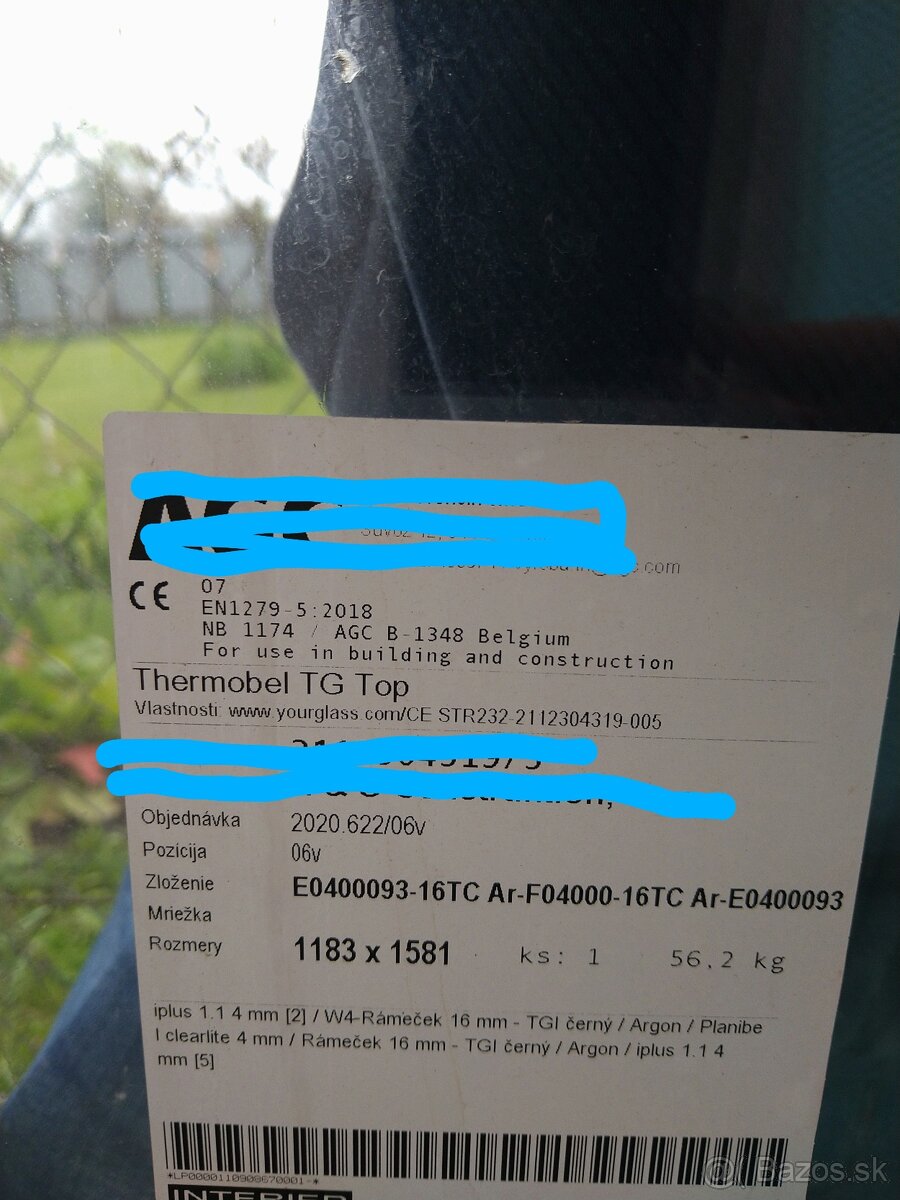 AGC
.com
CE
07
EN1279-5:2018
NB 1174 / AGC B-1348 Belgium
For use in building and construction
Thermobel TG Top
Vlastnosti: www.yourglass.com/CE STR232-2112304319-005
Objednávka 2020.622/06v
Pozícija 06v
Zloženie E0400093-16TC Ar-F04000-16TC Ar-E0400093
Mriežka
Rozmery 1183 x 1581 ks: 1 56,2 kg
iplus 1.1 4 mm [2] / W4-Rámeček 16 mm - TGI černý / Argon / Planibe
l clearlite 4 mm / Rámeček 16 mm - TGI černý / Argon / iplus 1.1 4
mm [5]
*LP0000110908670001-*
INTERIER
@ Bazos.sk